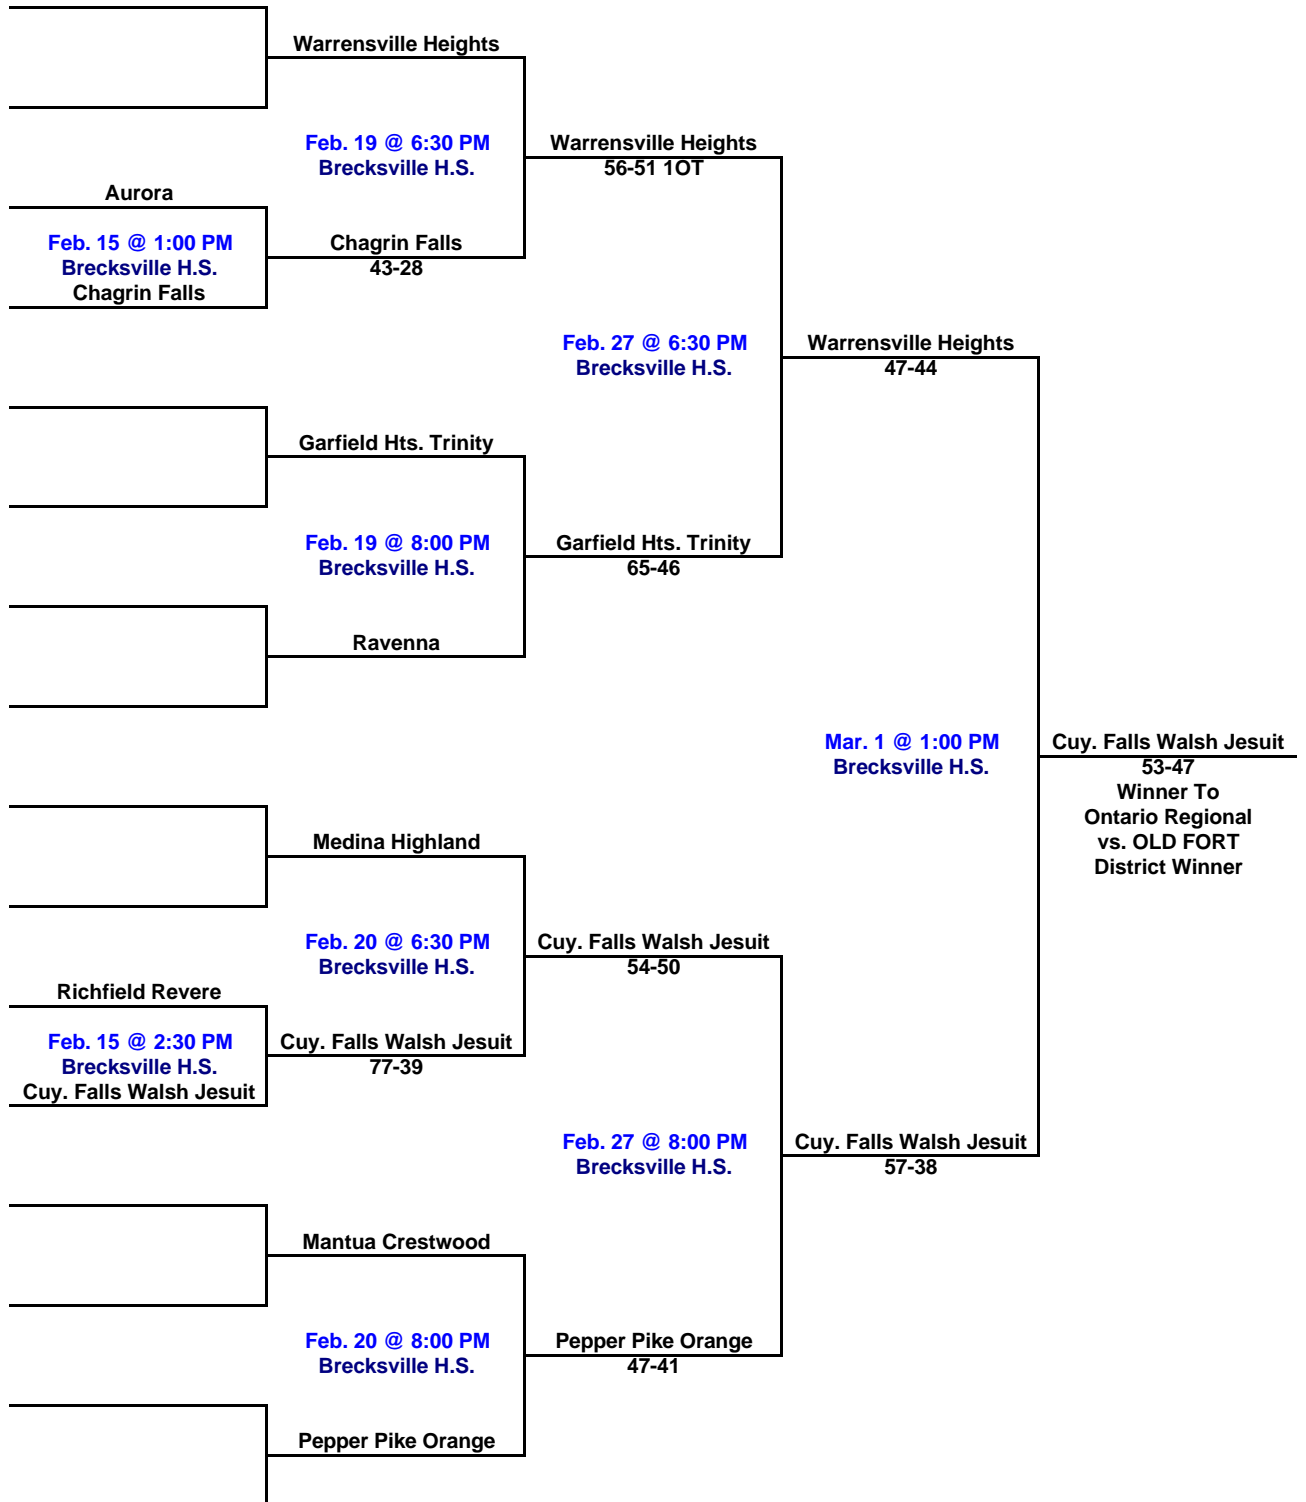 Warrensville Heights
Feb. 19 @ 6:30 PM
Brecksville H.S.
Warrensville Heights
56-51 1OT
Aurora
Feb. 15 @ 1:00 PM
Brecksville H.S.
Chagrin Falls
Chagrin Falls
43-28
Feb. 27 @ 6:30 PM
Brecksville H.S.
Warrensville Heights
47-44
Garfield Hts. Trinity
Feb. 19 @ 8:00 PM
Brecksville H.S.
Garfield Hts. Trinity
65-46
Ravenna
Mar. 1 @ 1:00 PM
Brecksville H.S.
Cuy. Falls Walsh Jesuit
53-47
Winner To
Ontario Regional
vs. OLD FORT
District Winner
Medina Highland
Feb. 20 @ 6:30 PM
Brecksville H.S.
Cuy. Falls Walsh Jesuit
54-50
Richfield Revere
Feb. 15 @ 2:30 PM
Brecksville H.S.
Cuy. Falls Walsh Jesuit
Cuy. Falls Walsh Jesuit
77-39
Feb. 27 @ 8:00 PM
Brecksville H.S.
Cuy. Falls Walsh Jesuit
57-38
Mantua Crestwood
Feb. 20 @ 8:00 PM
Brecksville H.S.
Pepper Pike Orange
47-41
Pepper Pike Orange